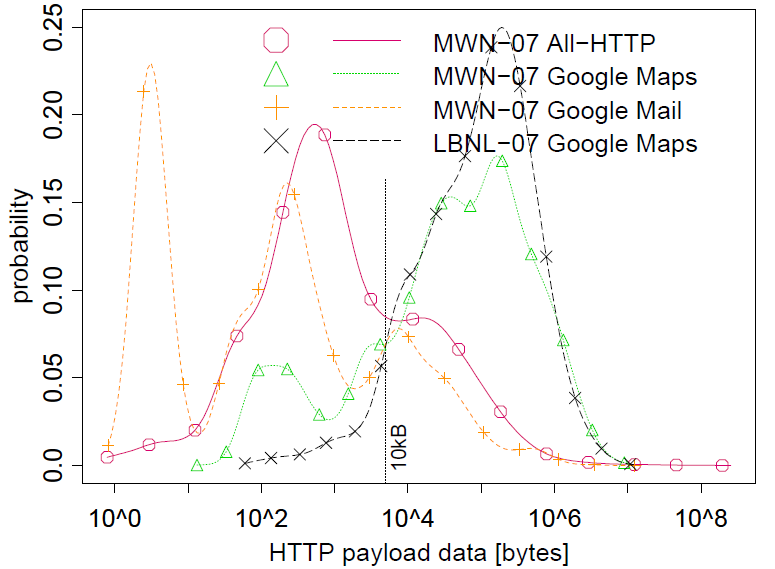 MWN−07 All−HTTP
MWN−07 Google Maps
MWN−07 Google Mail
LBNL−07 Google Maps
probability
0.25
0.20
0.15
0.10
0.05
0.0
10kB
10^0 10^2 10^4 10^6 10^8
HTTP payload data [bytes]